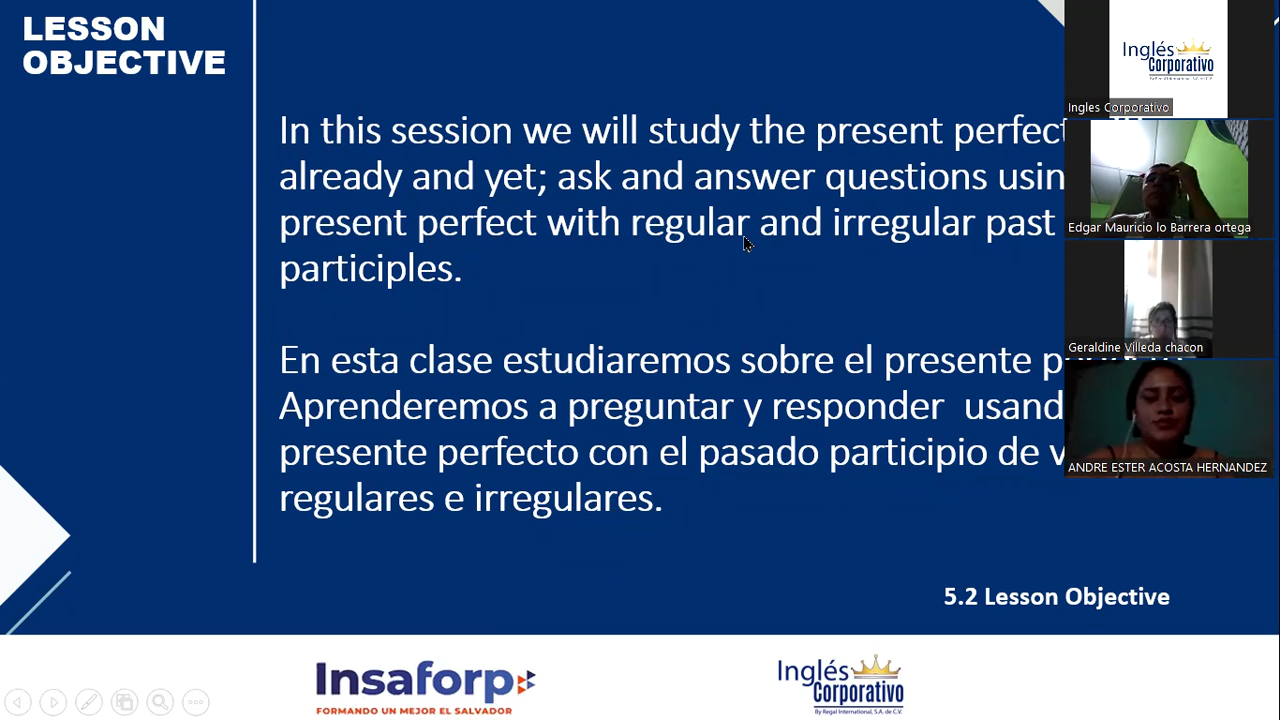 LESSON
OBJECTIVE
In this session we will study the present perfect
already and yet; ask and answer questions usin
present perfect with regular and irregular past
participles.
En esta clase estudiaremos sobre el presente p
Aprenderemos a preguntar y responder usand
presente perfecto con el pasado participio de v
regulares e irregulares.
5.2 Lesson Objective
Insaforp
FORMANDO UN MEJOR EL SALVADOR
Inglés
Corporativo
By Regal International, S.A. de C.V.
Inglés
Corporativo
Ingles Corporativo
Edgar Mauricio lo Barrera ortega
Geraldine Villeda chacon
ANDRE ESTER ACOSTA HERNANDEZ